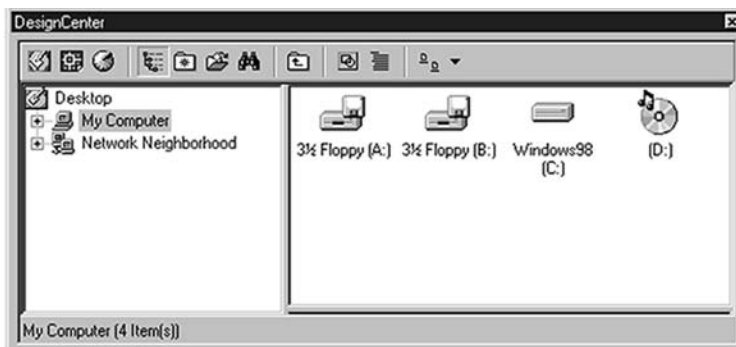 DesignCenter
Desktop
My Computer
Network Neighborhood
3½ Floppy (A:) 3½ Floppy (B:) Windows98 (D:)
(C:)
My Computer (4 Item(s))